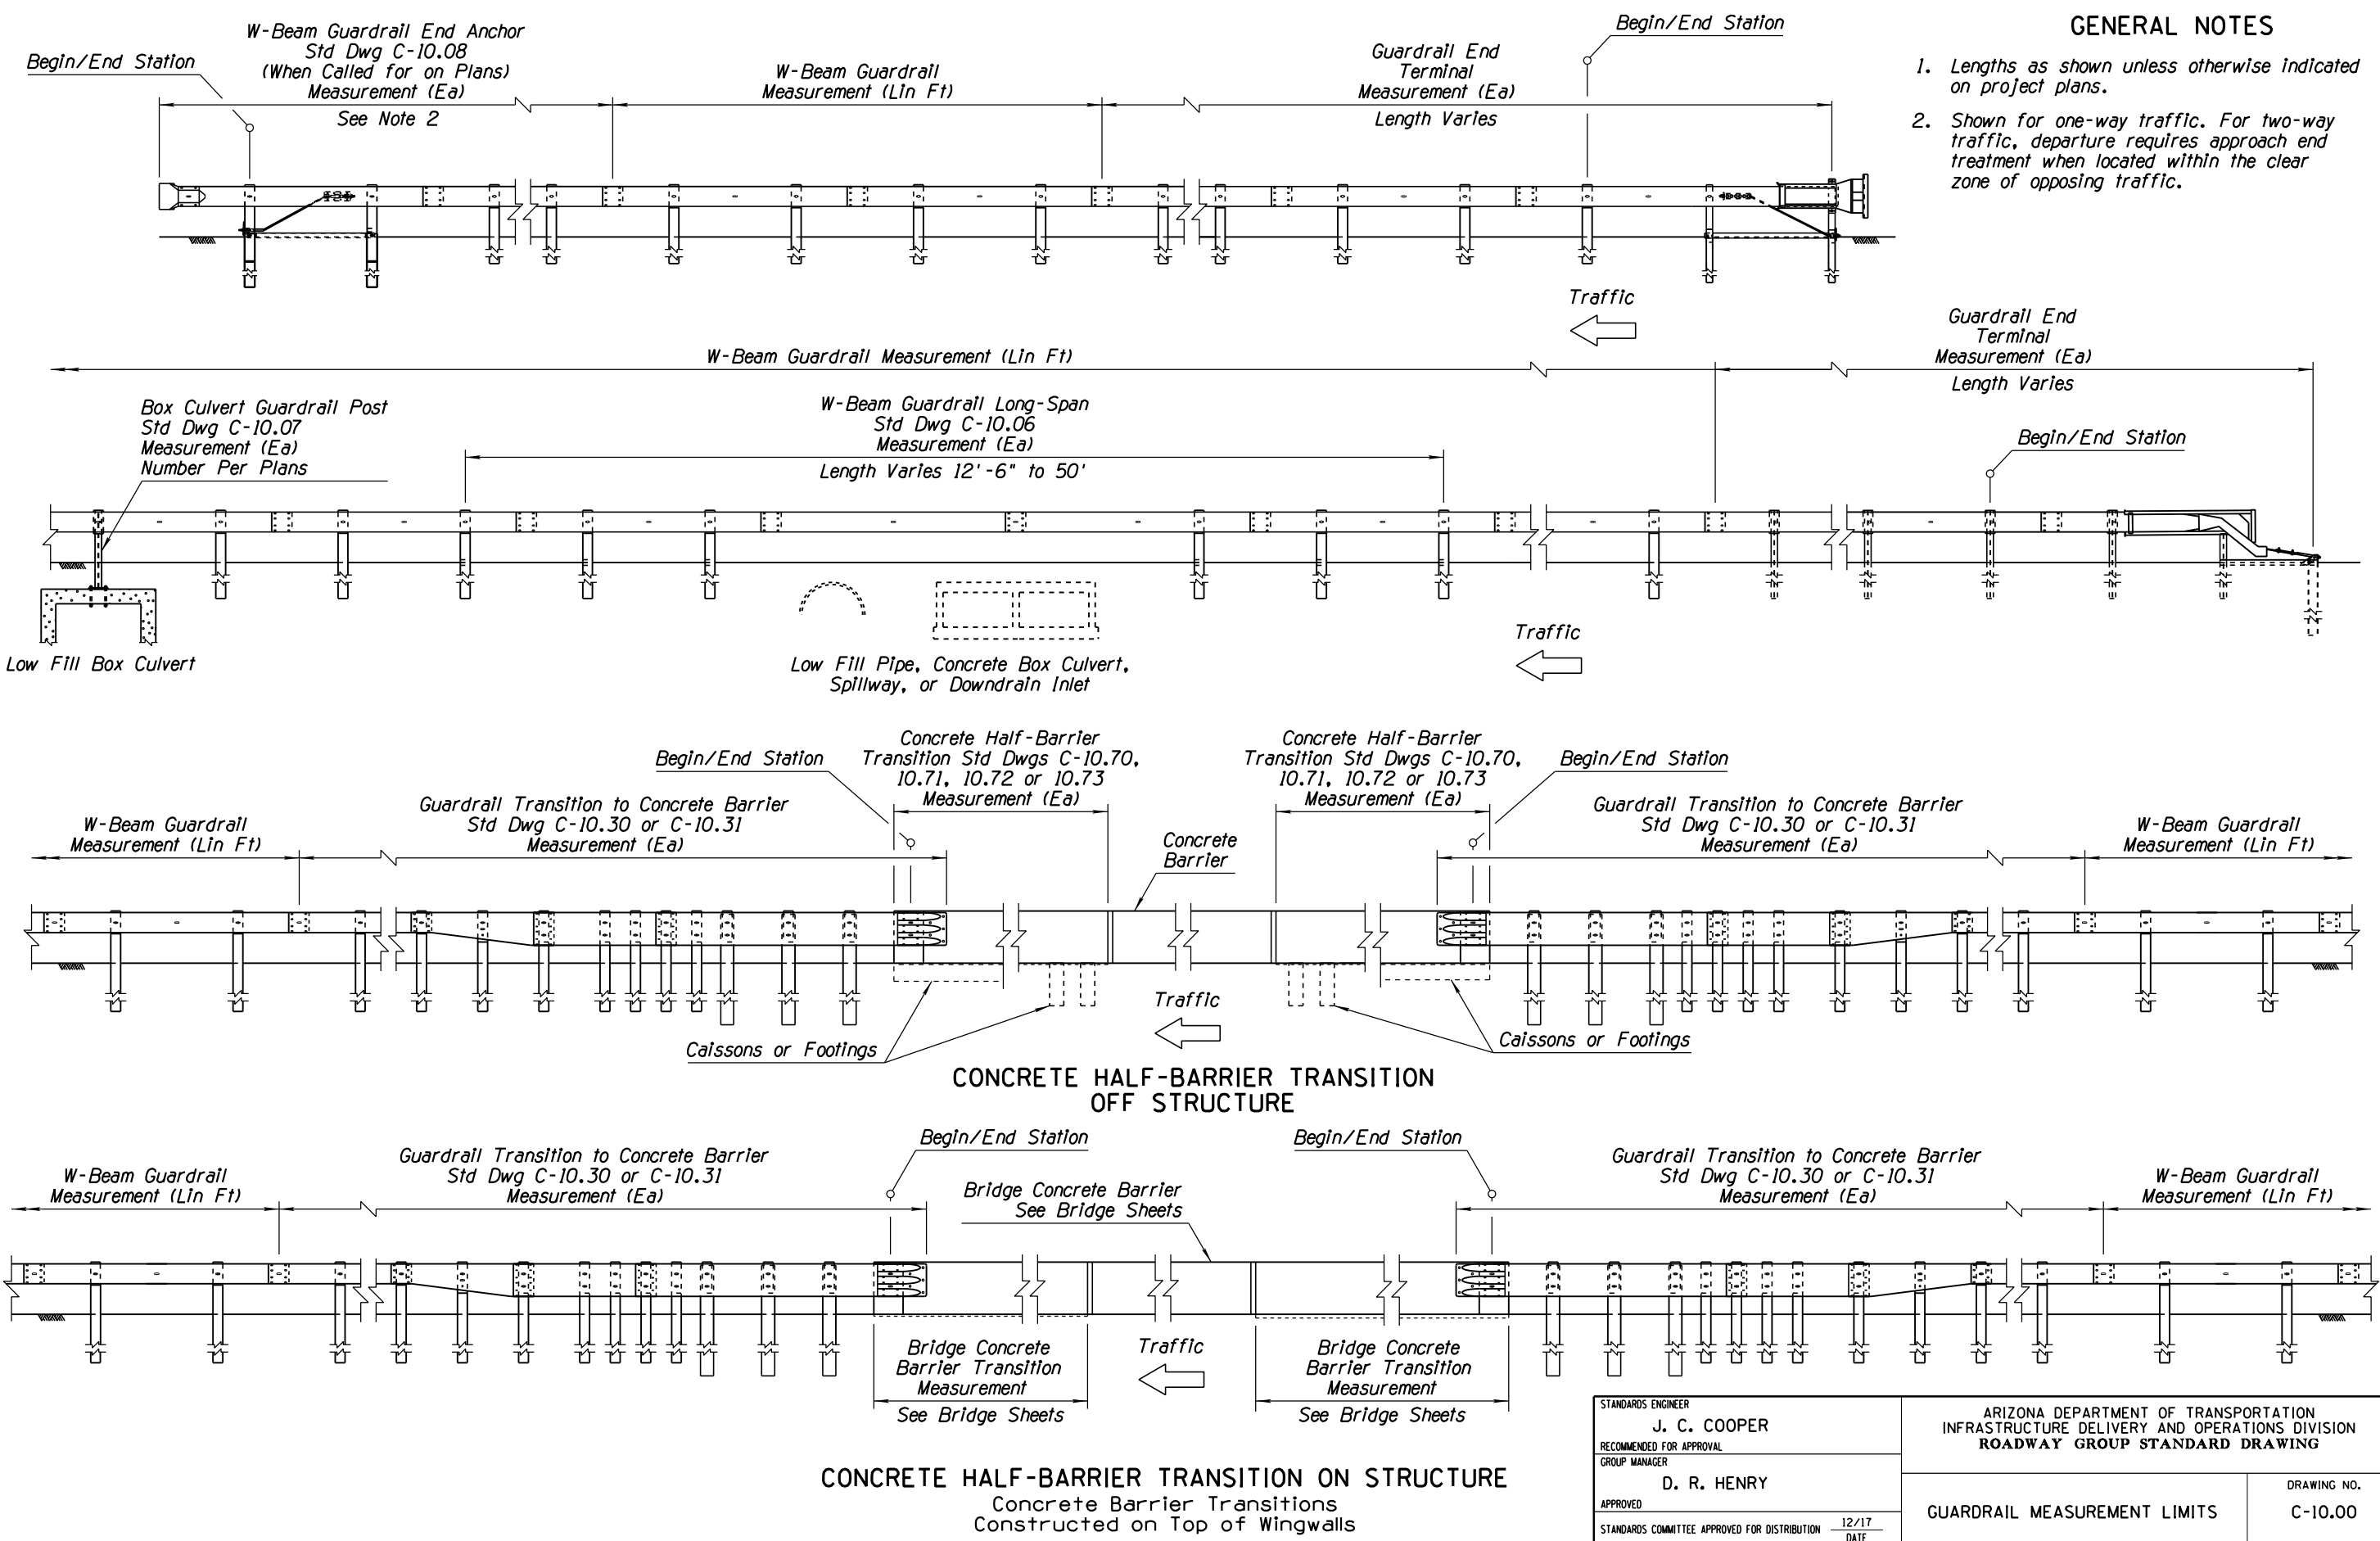 W-Beam Guardrail End Anchor
Std Dwg C-10.08
(When Called for on Plans)
Measurement (Ea)
See Note 2
Begin/End Station
W-Beam Guardrail
Measurement (Lin Ft)
Guardrail End
Terminal
Measurement (Ea)
Length Varies
Begin/End Station
GENERAL NOTES
1. Lengths as shown unless otherwise indicated
on project plans.
2. Shown for one-way traffic. For two-way
traffic, departure requires approach end
treatment when located within the clear
zone of opposing traffic.
Traffic
W-Beam Guardrail Measurement (Lin Ft)
Guardrail End
Terminal
Measurement (Ea)
Length Varies
Box Culvert Guardrail Post
Std Dwg C-10.07
Measurement (Ea)
Number Per Plans
W-Beam Guardrail Long-Span
Std Dwg C-10.06
Measurement (Ea)
Length Varies 12'-6" to 50'
Begin/End Station
Low Fill Box Culvert
Low Fill Pipe, Concrete Box Culvert,
Spillway, or Downdrain Inlet
Traffic
W-Beam Guardrail
Measurement (Lin Ft)
Guardrail Transition to Concrete Barrier
Std Dwg C-10.30 or C-10.31
Measurement (Ea)
Begin/End Station
Concrete Half-Barrier
Transition Std Dwgs C-10.70,
10.71, 10.72 or 10.73
Measurement (Ea)
Concrete
Barrier
Concrete Half-Barrier
Transition Std Dwgs C-10.70,
10.71, 10.72 or 10.73
Measurement (Ea)
Begin/End Station
Guardrail Transition to Concrete Barrier
Std Dwg C-10.30 or C-10.31
Measurement (Ea)
W-Beam Guardrail
Measurement (Lin Ft)
Caissons or Footings
Traffic
Caissons or Footings
CONCRETE HALF-BARRIER TRANSITION
OFF STRUCTURE
W-Beam Guardrail
Measurement (Lin Ft)
Guardrail Transition to Concrete Barrier
Std Dwg C-10.30 or C-10.31
Measurement (Ea)
Begin/End Station
Bridge Concrete Barrier
See Bridge Sheets
Begin/End Station
Guardrail Transition to Concrete Barrier
Std Dwg C-10.30 or C-10.31
Measurement (Ea)
W-Beam Guardrail
Measurement (Lin Ft)
Bridge Concrete
Barrier Transition
Measurement
See Bridge Sheets
Traffic
Bridge Concrete
Barrier Transition
Measurement
See Bridge Sheets
CONCRETE HALF-BARRIER TRANSITION ON STRUCTURE
Concrete Barrier Transitions
Constructed on Top of Wingwalls
STANDARDS ENGINEER
J. C. COOPER
RECOMMENDED FOR APPROVAL
GROUP MANAGER
D. R. HENRY
APPROVED
STANDARDS COMMITTEE APPROVED FOR DISTRIBUTION 12/17
DATE
ARIZONA DEPARTMENT OF TRANSPORTATION
INFRASTRUCTURE DELIVERY AND OPERATIONS DIVISION
ROADWAY GROUP STANDARD DRAWING
GUARDRAIL MEASUREMENT LIMITS
DRAWING NO.
C-10.00